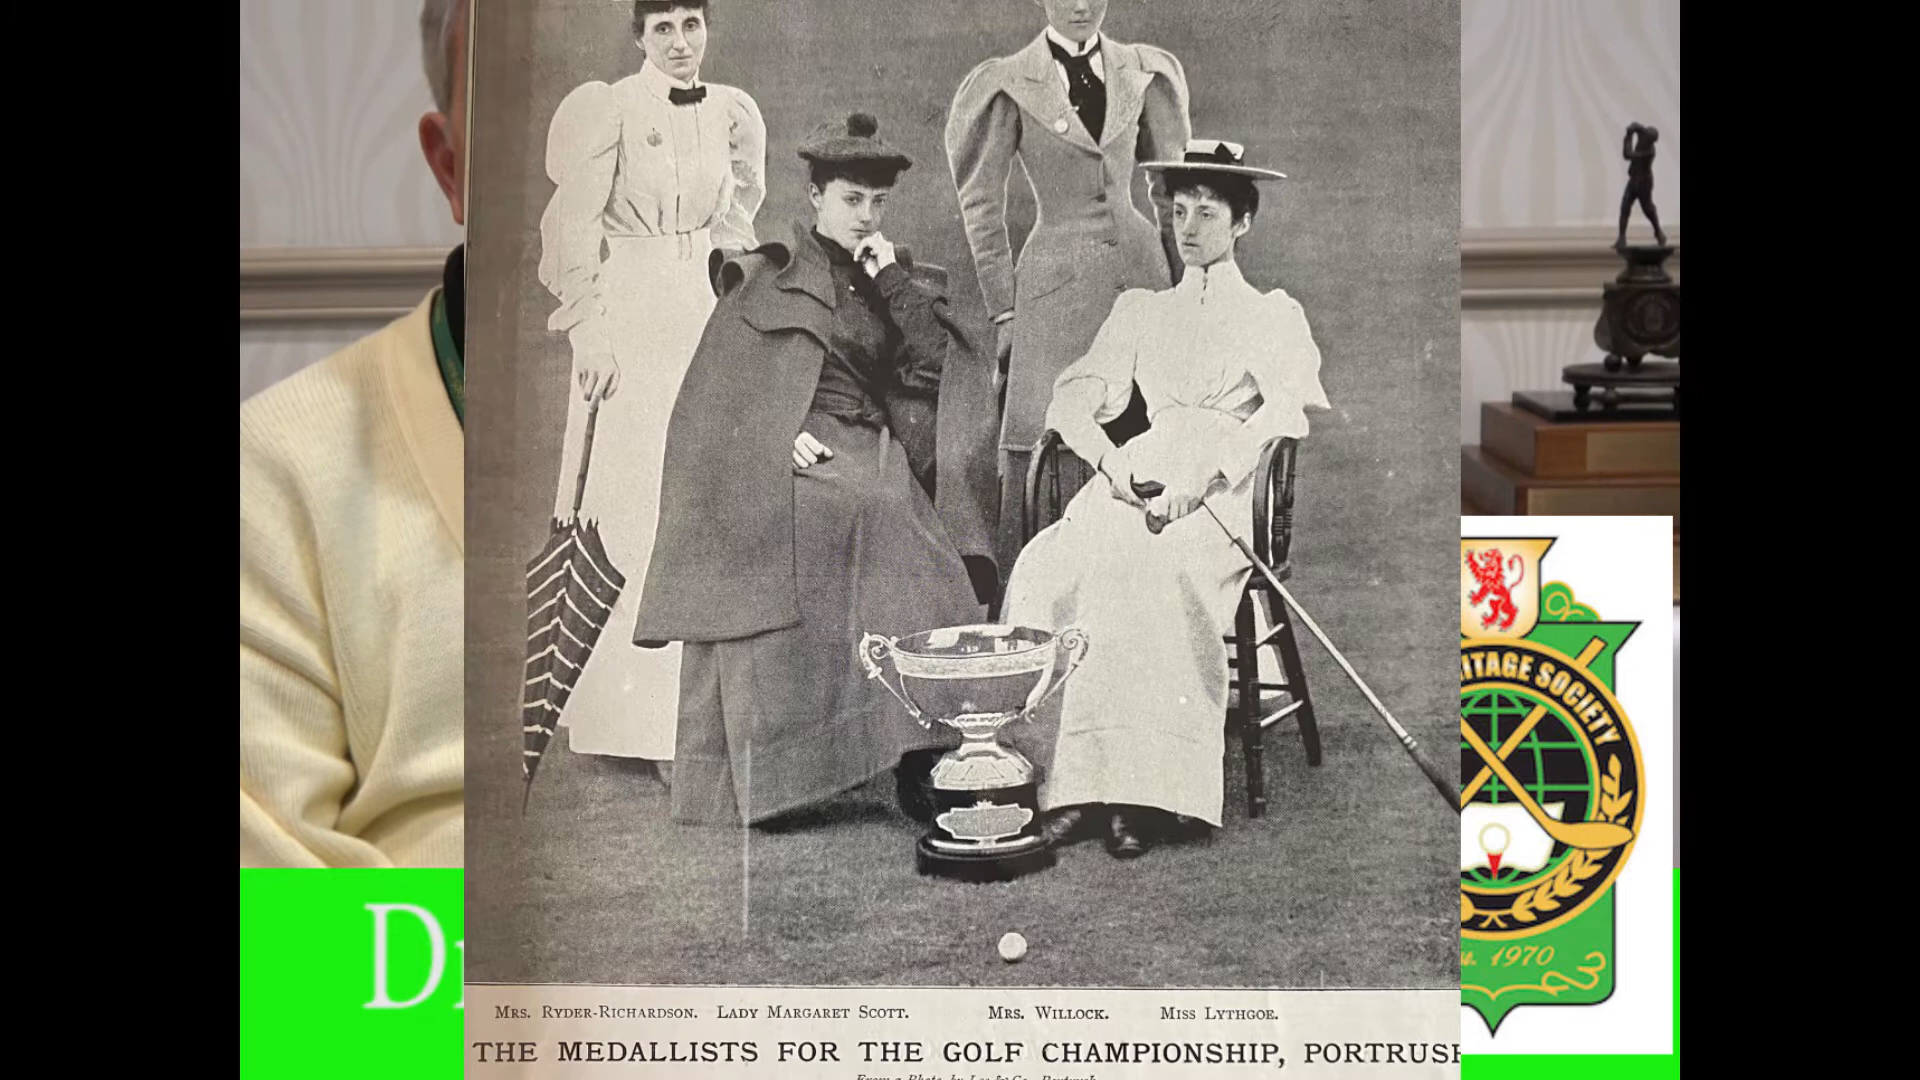 Mrs. Ryder-Richardson. Lady Margaret Scott. Mrs. Willock. Miss Lythgoe.
THE MEDALLISTS FOR THE GOLF CHAMPIONSHIP, PORTRUSH
ITAGE SOCIETY
1970
D